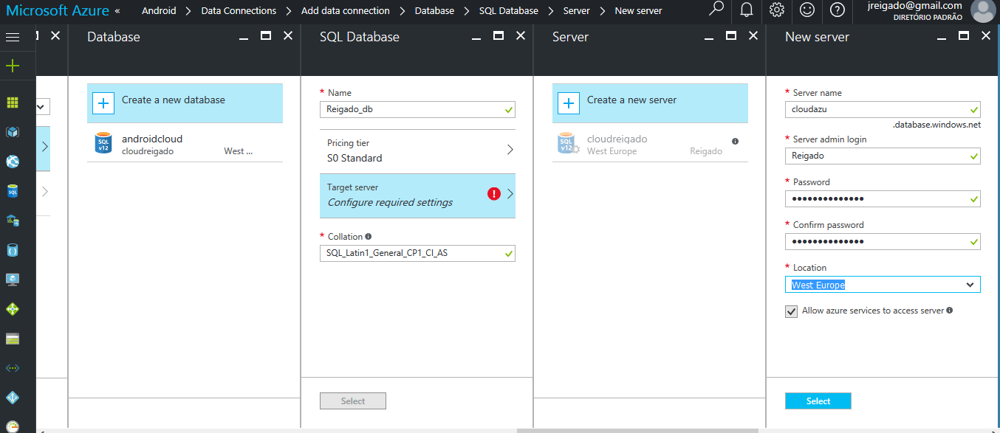 Microsoft Azure «
Android > Data Connections > Add data connection > Database > SQL Database > Server > New server
jreigado@gmail.com
DIRETÓRIO PADRÃO
Database
Create a new database
SQL
v12
androidcloud
cloudreigado
West ...
SQL Database
* Name
Reigado_db
Pricing tier
S0 Standard
Target server
Configure required settings
!
* Collation
SQL_Latin1_General_CP1_CI_AS
Select
Server
Create a new server
SQL
v12
cloudreigado
West Europe
Reigado
New server
* Server name
cloudazu
.database.windows.net
* Server admin login
Reigado
* Password
••••••••••••••
* Confirm password
••••••••••••••
* Location
West Europe
Allow azure services to access server
Select
SQL